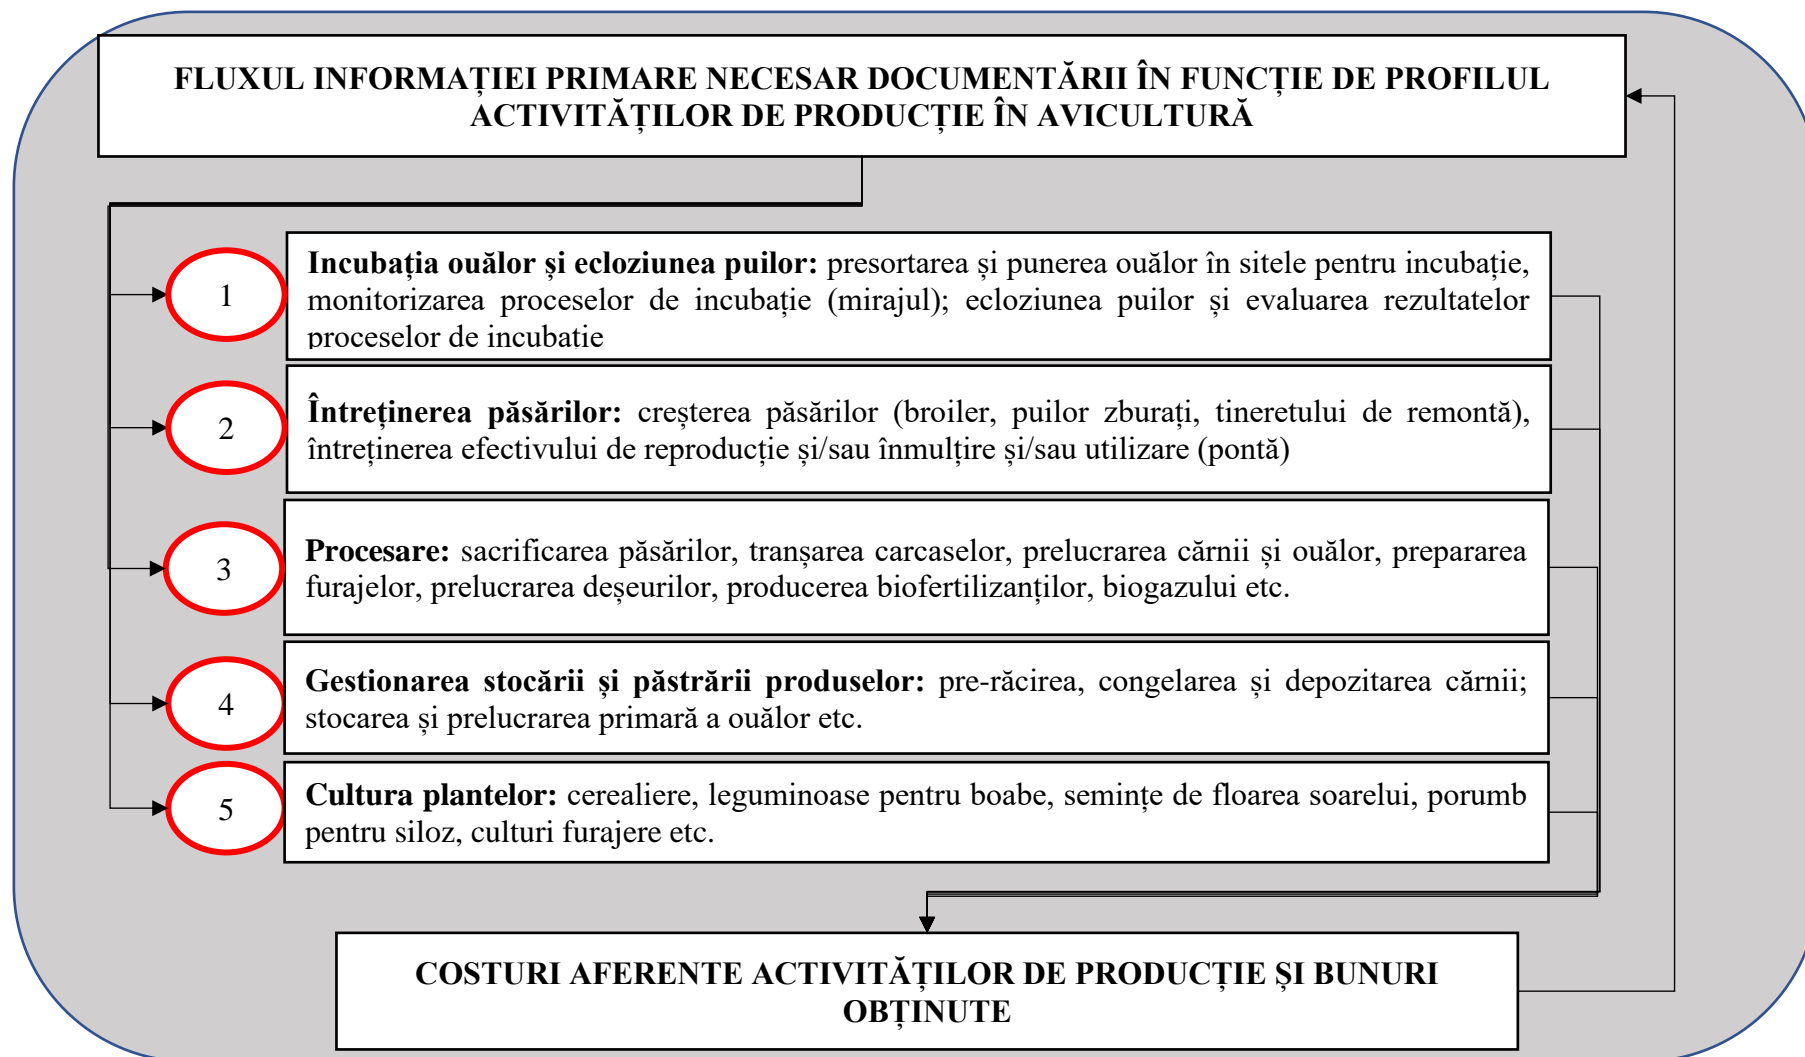 FLUXUL INFORMAȚIEI PRIMARE NECESAR DOCUMENTĂRII ÎN FUNCȚIE DE PROFILUL
ACTIVITĂȚILOR DE PRODUCȚIE ÎN AVICULTURĂ
1
Incubația ouălor și ecloziunea puilor: presortarea și punerea ouălor în sitele pentru incubație,
monitorizarea proceselor de incubație (mirajul); ecloziunea puilor și evaluarea rezultatelor
proceselor de incubație
2
Întreținerea păsărilor: creșterea păsărilor (broiler, puilor zburați, tineretului de remontă),
întreținerea efectivului de reproducție și/sau înmulțire și/sau utilizare (pontă)
3
Procesare: sacrificarea păsărilor, tranșarea carcaselor, prelucrarea cărnii și ouălor, prepararea
furajelor, prelucrarea deșeurilor, producerea biofertilizanților, biogazului etc.
4
Gestionarea stocării și păstrării produselor: pre-răcirea, congelarea și depozitarea cărnii;
stocarea și prelucrarea primară a ouălor etc.
5
Cultura plantelor: cerealiere, leguminoase pentru boabe, semințe de floarea soarelui, porumb
pentru siloz, culturi furajere etc.
COSTURI AFERENTE ACTIVITĂȚILOR DE PRODUCȚIE ȘI BUNURI
OBȚINUTE